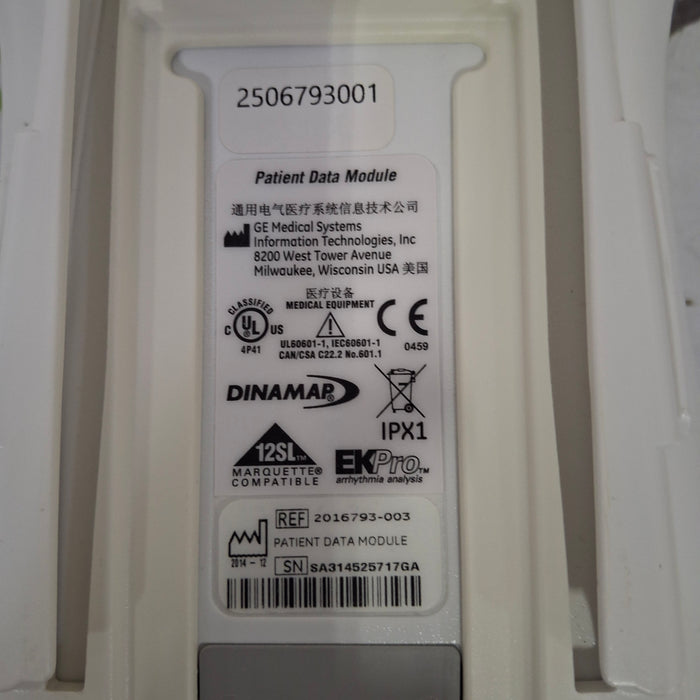 2506793001
Patient Data Module
通用电气医疗系统信息技术公司
GE Medical Systems
Information Technologies, Inc
8200 West Tower Avenue
Milwaukee, Wisconsin USA 美国
医疗设备
MEDICAL EQUIPMENT
CLASSIFIED
C UL US
®
4P41
UL60601-1, IEC60601-1
CAN/CSA C22.2 No.601.1
CE
0459
DINAMAP®
IPX1
12SL™
MARQUETTE®
COMPATIBLE
EKPro™
arrhythmia analysis
REF 2016793-003
PATIENT DATA MODULE
2014-12
SN SA314525717GA